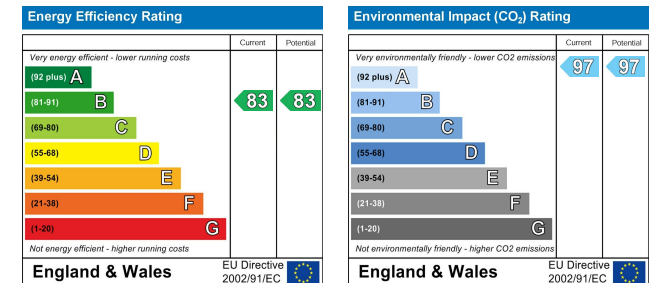 Energy Efficiency Rating
Current Potential
Very energy efficient - lower running costs
(92 plus) A
(81-91) B
83 83
(69-80) C
(55-68) D
(39-54) E
(21-38) F
(1-20) G
Not energy efficient - higher running costs
England & Wales
EU Directive
2002/91/EC
Environmental Impact (CO₂) Rating
Current Potential
Very environmentally friendly - lower CO2 emissions
97 97
(92 plus) A
(81-91) B
(69-80) C
(55-68) D
(39-54) E
(21-38) F
(1-20) G
Not environmentally friendly - higher CO2 emissions
England & Wales
EU Directive
2002/91/EC